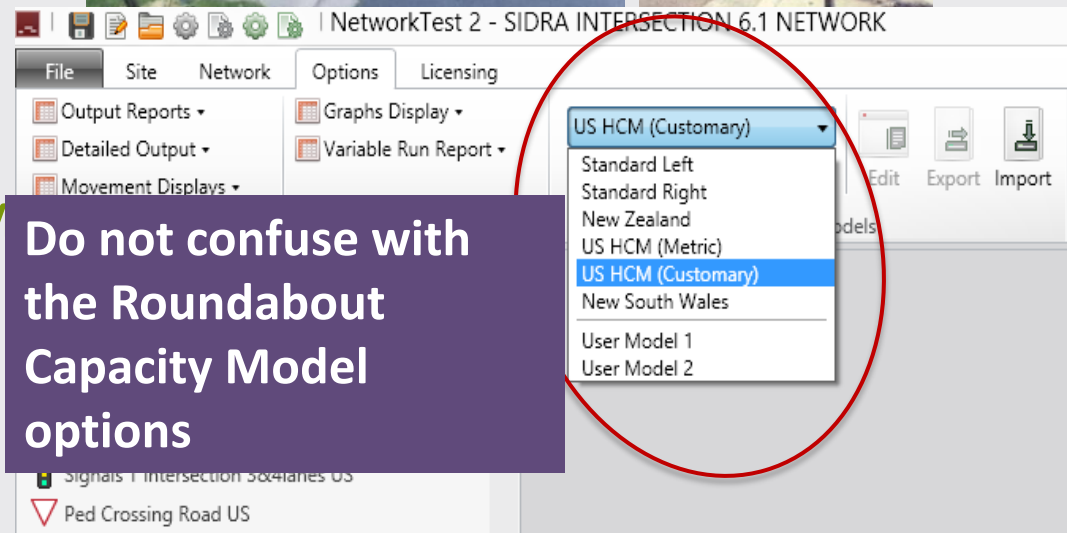 NetworkTest 2 - SIDRA INTERSECTION 6.1 NETWORK
File Site Network Options Licensing
Output Reports Graphs Display
Detailed Output Variable Run Report
Movement Displays
US HCM (Customary)
Standard Left
Standard Right
New Zealand
US HCM (Metric)
US HCM (Customary)
New South Wales
User Model 1
User Model 2
Edit Export Import
Do not confuse with
the Roundabout
Capacity Model
options
Signals 1 Intersection 3&4lanes US
Ped Crossing Road US